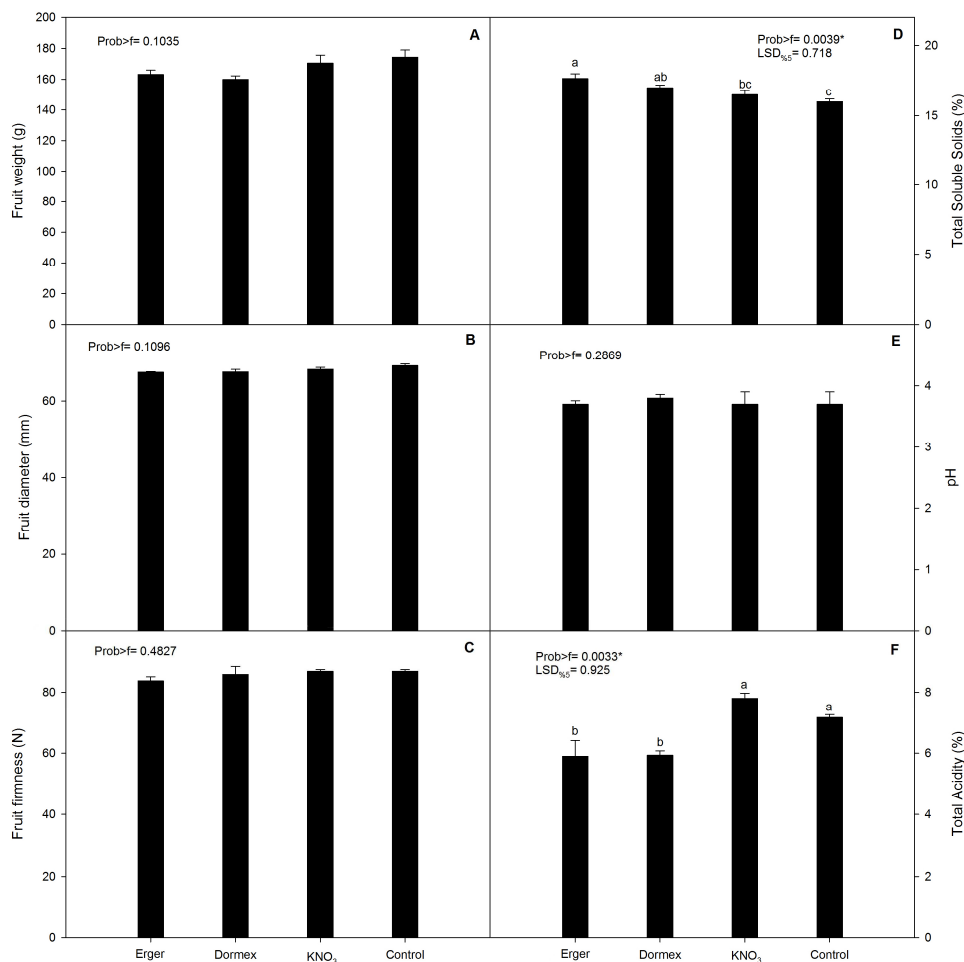 200
180
160
140
120
100
80
60
40
20
0
Fruit weight (g)
Prob>f= 0.1035
A
Prob>f= 0.0039*
LSD%5= 0.718
D
a
ab
bc
c
20
15
10
5
0
Total Soluble Solids (%)
60
40
20
0
Fruit diameter (mm)
Prob>f= 0.1096
B
Prob>f= 0.2869
E
4
3
2
1
0
pH
80
60
40
20
0
Fruit firmness (N)
Prob>f= 0.4827
C
Prob>f= 0.0033*
LSD%5= 0.925
F
b
b
a
a
8
6
4
2
0
Total Acidity (%)
Erger Dormex KNO3 Control
Erger Dormex KNO3 Control